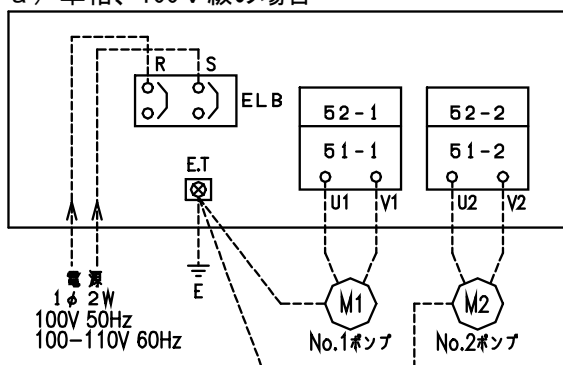 a) 単相、100V級の場合
R S
ELB
52-1 52-2
51-1 51-2
E.T
U1 V1 U2 V2
E
M1 M2
電源
1φ 2W
100V 50Hz
100-110V 60Hz
No.1ポンプ No.2ポンプ